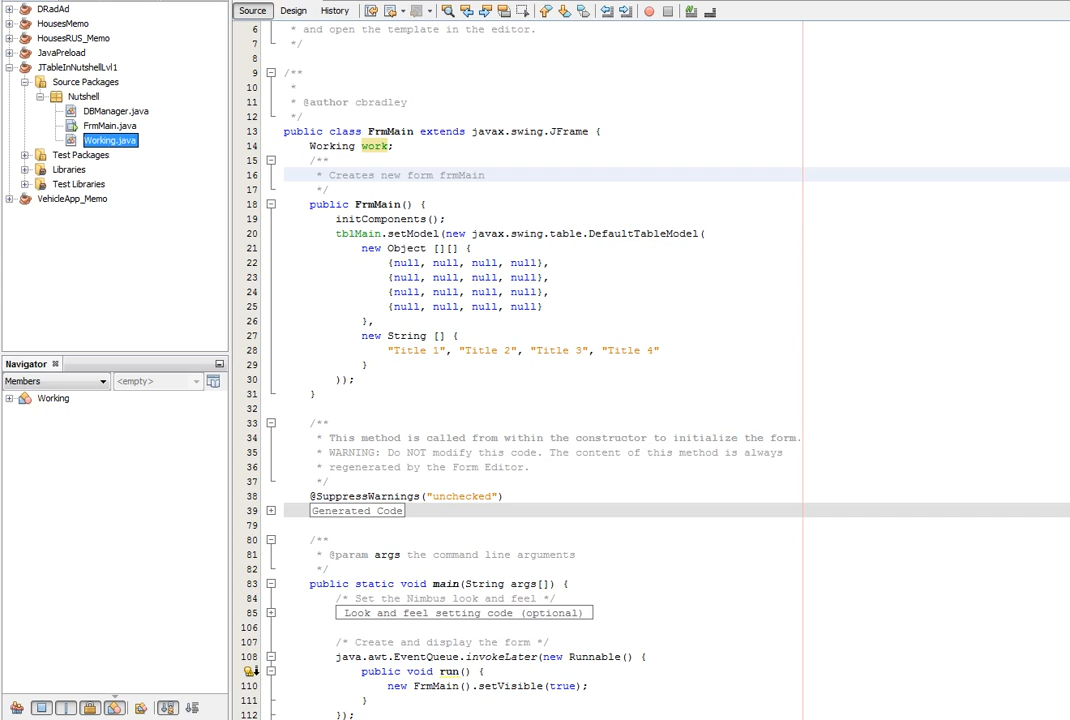 DRadAd
HousesMemo
HousesRUS_Memo
JavaPreload
JTableInNutshellLvl1
Source Packages
Nutshell
DBManager.java
FrmMain.java
Working.java
Test Packages
Libraries
Test Libraries
VehicleApp_Memo
Navigator
Members
<empty>
Working
Source Design History
6 * and open the template in the editor.
7 */
8
9 /**
10 *
11 * @author cbradley
12 */
13 public class FrmMain extends javax.swing.JFrame {
14 Working work;
15 /**
16 * Creates new form frmMain
17 */
18 public FrmMain() {
19 initComponents();
20 tblMain.setModel(new javax.swing.table.DefaultTableModel(
21 new Object [][] {
22 {null, null, null, null},
23 {null, null, null, null},
24 {null, null, null, null},
25 {null, null, null, null}
26 },
27 new String [] {
28 "Title 1", "Title 2", "Title 3", "Title 4"
29 }
30 ));
31 }
32
33 /**
34 * This method is called from within the constructor to initialize the form.
35 * WARNING: Do NOT modify this code. The content of this method is always
36 * regenerated by the Form Editor.
37 */
38 @SuppressWarnings("unchecked")
39 Generated Code
79
80 /**
81 * @param args the command line arguments
82 */
83 public static void main(String args[]) {
84 /* Set the Nimbus look and feel */
85 Look and feel setting code (optional)
106
107 /* Create and display the form */
108 java.awt.EventQueue.invokeLater(new Runnable() {
public void run() {
110 new FrmMain().setVisible(true);
111 }
112 });